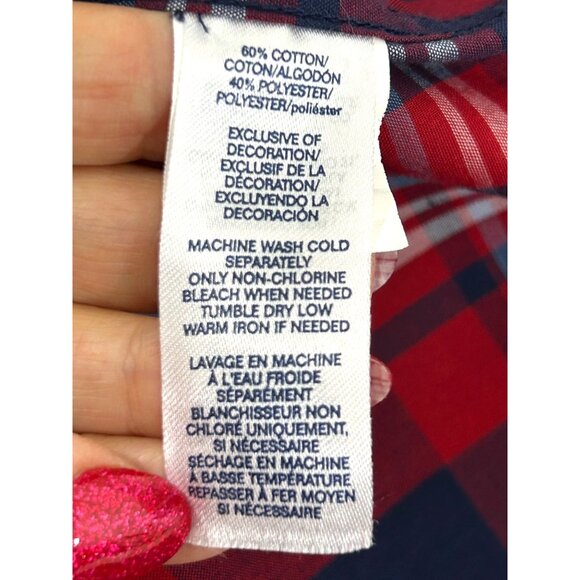 60% COTTON/
COTON/ALGODÓN
40% POLYESTER/
POLYESTER/poliéster
EXCLUSIVE OF
DECORATION/
EXCLUSIF DE LA
DÉCORATION/
EXCLUYENDO LA
DECORACIÓN
MACHINE WASH COLD
SEPARATELY
ONLY NON-CHLORINE
BLEACH WHEN NEEDED
TUMBLE DRY LOW
WARM IRON IF NEEDED
LAVAGE EN MACHINE
À L'EAU FROIDE
SÉPARÉMENT
BLANCHISSEUR NON
CHLORÉ UNIQUEMENT,
SI NÉCESSAIRE
SÉCHAGE EN MACHINE
À BASSE TEMPÉRATURE
REPASSER À FER MOYEN
SI NÉCESSAIRE